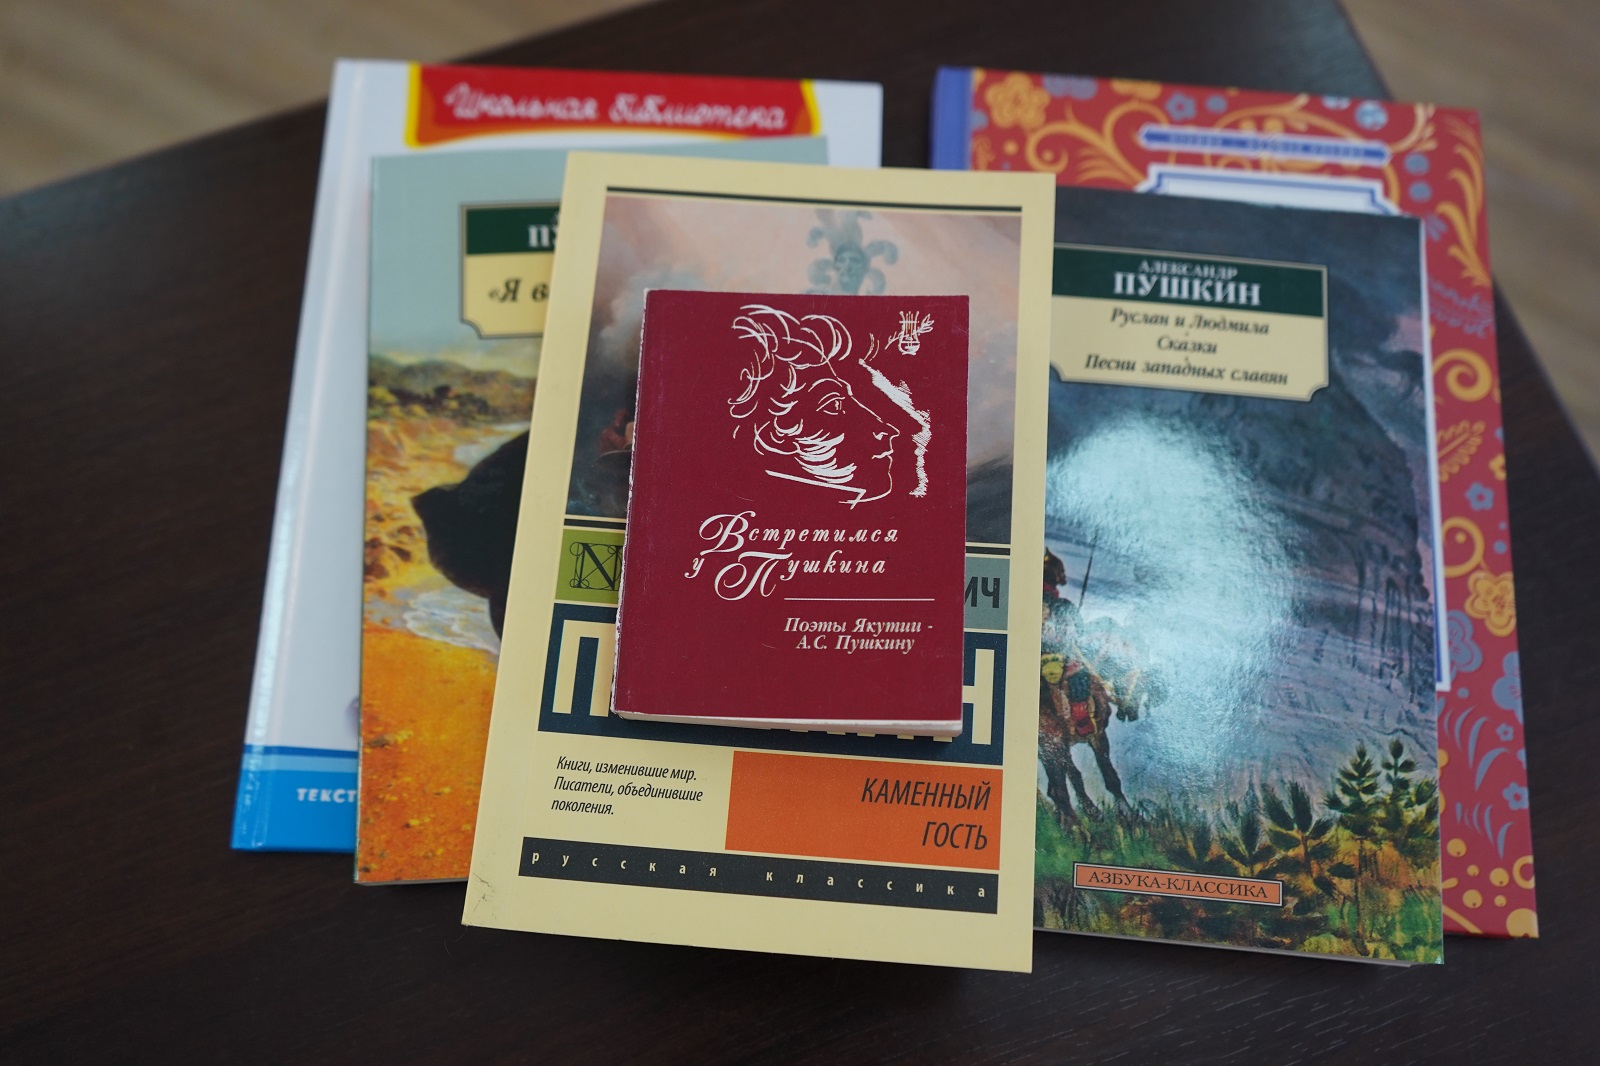 Школьная библиотека
«Я в
АЛЕКСАНДР
ПУШКИН
Руслан и Людмила
Сказки
Песни западных славян
АЗБУКА-КЛАССИКА
Встретимся
у Пушкина
Поэты Якутии -
А.С. Пушкину
ИЧ
Книги, изменившие мир.
Писатели, объединившие
поколения.
КАМЕННЫЙ
ГОСТЬ
русская классика
ТЕКСТ